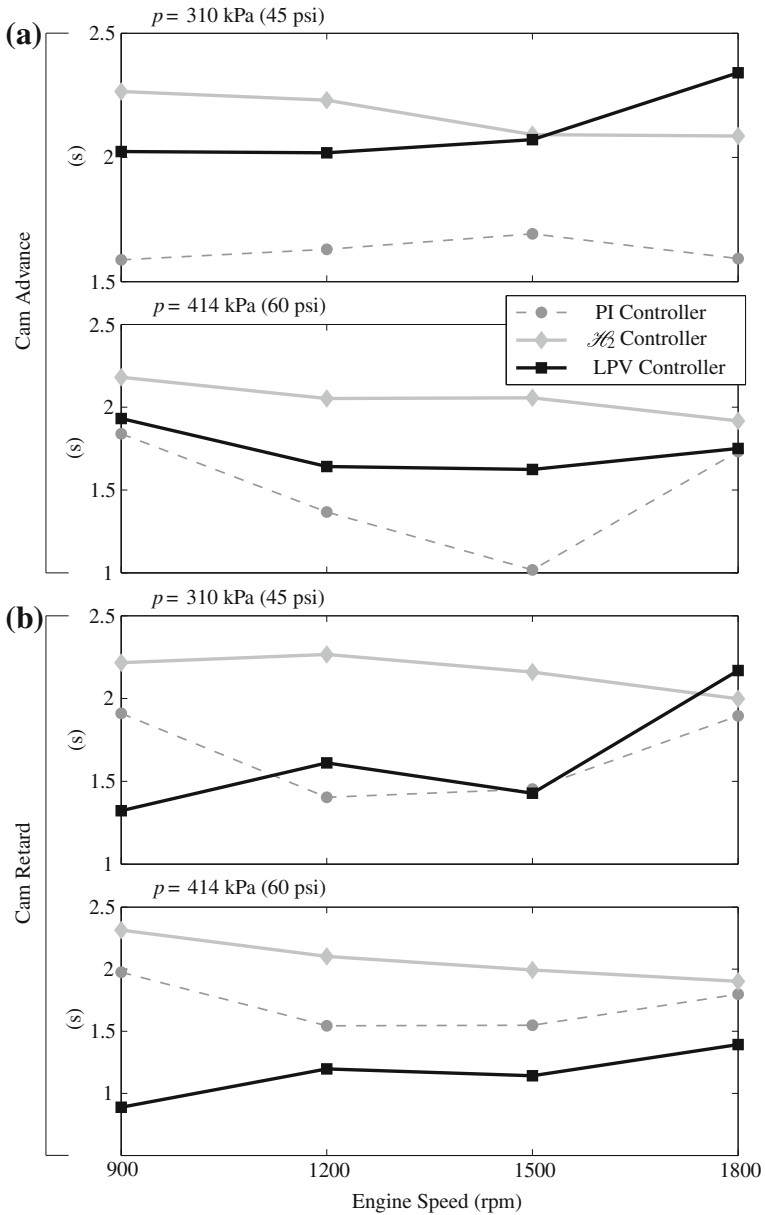 (a)
p = 310 kPa (45 psi)
2.5
2
1.5
(s)
Cam Advance
p = 414 kPa (60 psi)
2.5
2
1.5
1
(s)
PI Controller
ℋ2 Controller
LPV Controller
(b)
p = 310 kPa (45 psi)
2.5
2
1.5
1
(s)
Cam Retard
p = 414 kPa (60 psi)
2.5
2
1.5
1
(s)
900 1200 1500 1800
Engine Speed (rpm)